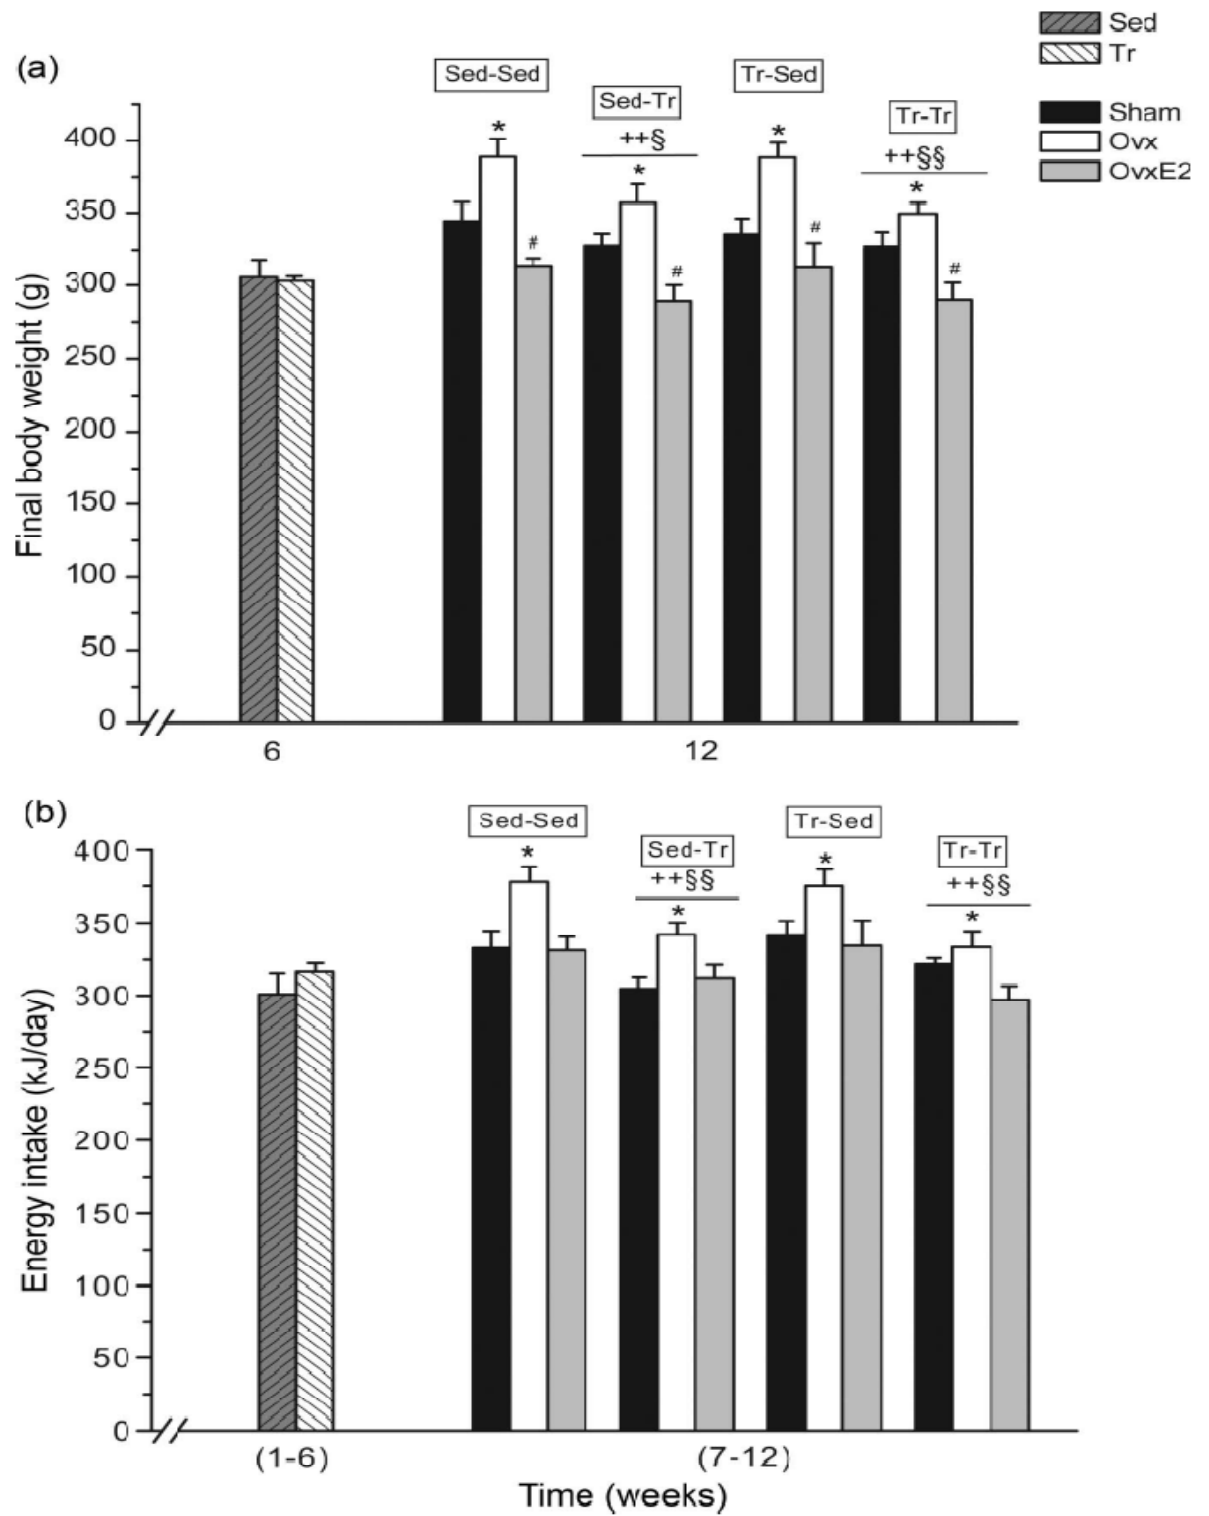 Sed
Tr
Sham
Ovx
OvxE2
(a)
Final body weight (g)
400
350
300
250
200
150
100
50
0
Sed-Sed
*
#
Sed-Tr
++§
*
#
Tr-Sed
*
#
Tr-Tr
++§§
*
#
6
12
(b)
Energy intake (kJ/day)
400
350
300
250
200
150
100
50
0
Sed-Sed
*
Sed-Tr
++§§
*
Tr-Sed
*
Tr-Tr
++§§
*
(1-6)
(7-12)
Time (weeks)